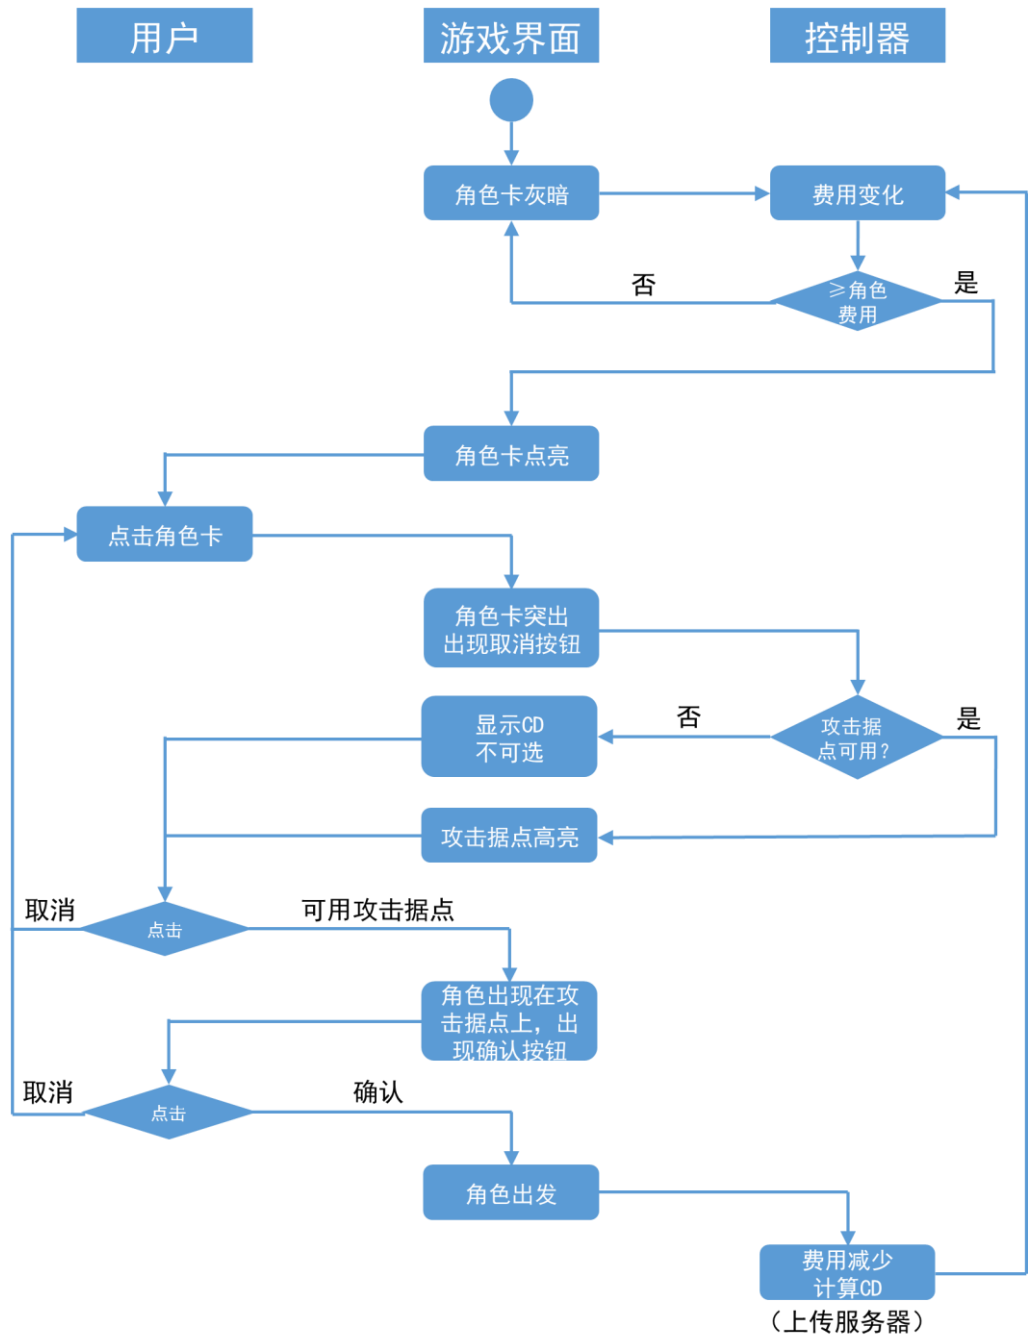 用户
游戏界面
控制器
角色卡灰暗
费用变化
否
≥角色
费用
是
角色卡点亮
点击角色卡
角色卡突出
出现取消按钮
显示CD
不可选
否
攻击据
点可用？
是
攻击据点高亮
取消
点击
可用攻击据点
角色出现在攻
击据点上，出
现确认按钮
取消
点击
确认
角色出发
费用减少
计算CD
（上传服务器）